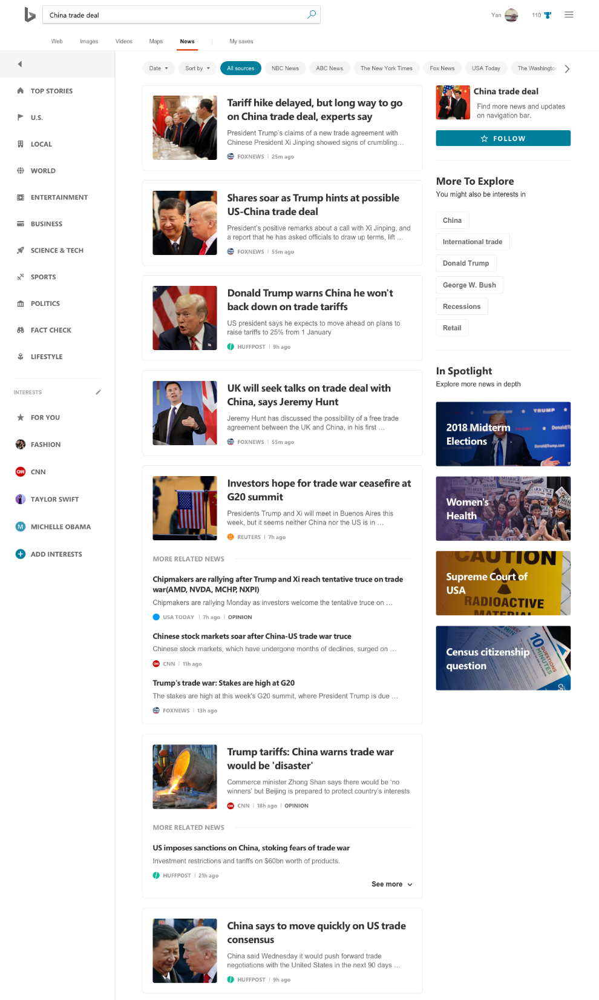 China trade deal
Yan
110
Web Images Videos Maps News My saves
Date Sort by All sources NBC News ABC News The New York Times Fox News USA Today The Washingto
TOP STORIES
U.S.
LOCAL
WORLD
ENTERTAINMENT
BUSINESS
SCIENCE & TECH
SPORTS
POLITICS
FACT CHECK
LIFESTYLE
INTERESTS
FOR YOU
FASHION
CNN
TAYLOR SWIFT
M MICHELLE OBAMA
ADD INTERESTS
Tariff hike delayed, but long way to go
on China trade deal, experts say
President Trump's claims of a new trade agreement with
Chinese President Xi Jinping showed signs of crumbling...
FOXNEWS | 25m ago
Shares soar as Trump hints at possible
US-China trade deal
President's positive remarks about a call with Xi Jinping, and
a report that he has asked officials to draw up terms, lift ...
FOXNEWS | 55m ago
Donald Trump warns China he won't
back down on trade tariffs
US president says he expects to move ahead on plans to
raise tariffs to 25% from 1 January
HUFFPOST | 9h ago
UK will seek talks on trade deal with
China, says Jeremy Hunt
Jeremy Hunt has discussed the possibility of a free trade
agreement between the UK and China, in his first ...
FOXNEWS | 55m ago
Investors hope for trade war ceasefire at
G20 summit
Presidents Trump and Xi will meet in Buenos Aires this
week, but it seems neither China nor the US is in ...
REUTERS | 7h ago
MORE RELATED NEWS
Chipmakers are rallying after Trump and Xi reach tentative truce on trade
war(AMD, NVDA, MCHP, NXPI)
Chipmakers are rallying Monday as investors welcome the tentative truce on ...
USA TODAY | 7h ago | OPINION
Chinese stock markets soar after China-US trade war truce
Chinese stock markets, which have undergone months of declines, surged on ...
CNN | 11h ago
Trump's trade war: Stakes are high at G20
The stakes are high at this week's G20 summit, where President Trump is due ...
FOXNEWS | 13h ago
Trump tariffs: China warns trade war
would be 'disaster'
Commerce minister Zhong Shan says there would be 'no
winners' but Beijing is prepared to protect country's interests
CNN | 18h ago | OPINION
MORE RELATED NEWS
US imposes sanctions on China, stoking fears of trade war
Investment restrictions and tariffs on $60bn worth of products.
HUFFPOST | 21h ago
See more
China says to move quickly on US trade
consensus
China said Wednesday it would push forward trade
negotiations with the United States in the next 90 days ...
HUFFPOST | 9h ago
China trade deal
Find more news and updates
on navigation bar.
FOLLOW
More To Explore
You might also be interests in
China
International trade
Donald Trump
George W. Bush
Recessions
Retail
In Spotlight
Explore more news in depth
TRUMP
DonaldJTrump.com
2018 Midterm
Elections
Women's
Health
CAUTION
Supreme Court of
USA
RADIOACTIVE
MATERIAL
10 QUESTIONS
MINUTES
Census citizenship
question